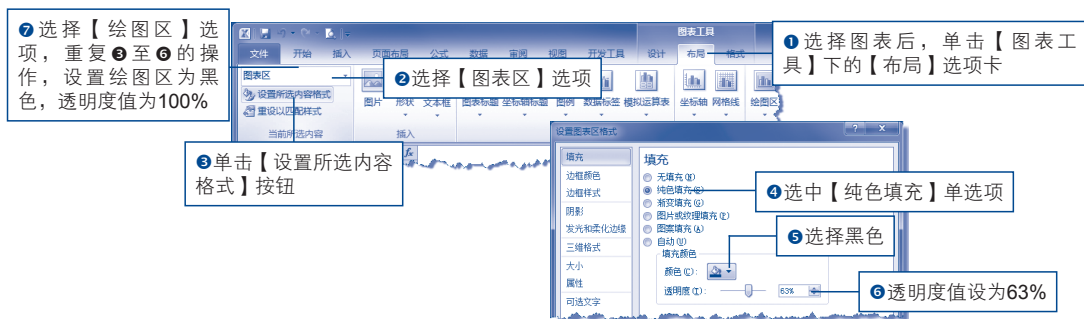 ❼选择【绘图区】选
项，重复❸至❻的操
作，设置绘图区为黑
色，透明度值为100%
图表工具
文件 开始 插入 页面布局 公式 数据 审阅 视图 开发工具 设计 布局 格式
❶选择图表后，单击【图表工
具】下的【布局】选项卡
图表区
❷选择【图表区】选项
设置所选内容格式
重设以匹配样式
当前所选内容
图片 形状 文本框 图表标题 坐标轴标题 图例 数据标签 模拟运算表 坐标轴 网格线 绘图区
插入
fx
❸单击【设置所选内容
格式】按钮
设置图表区格式
填充
边框颜色
边框样式
阴影
发光和柔化边缘
三维格式
大小
属性
可选文字
填充
无填充(N)
纯色填充(S)
渐变填充(G)
图片或纹理填充(P)
图案填充(A)
自动(U)
填充颜色
颜色(C):
透明度(T): 63%
❹选中【纯色填充】单选项
❺选择黑色
❻透明度值设为63%